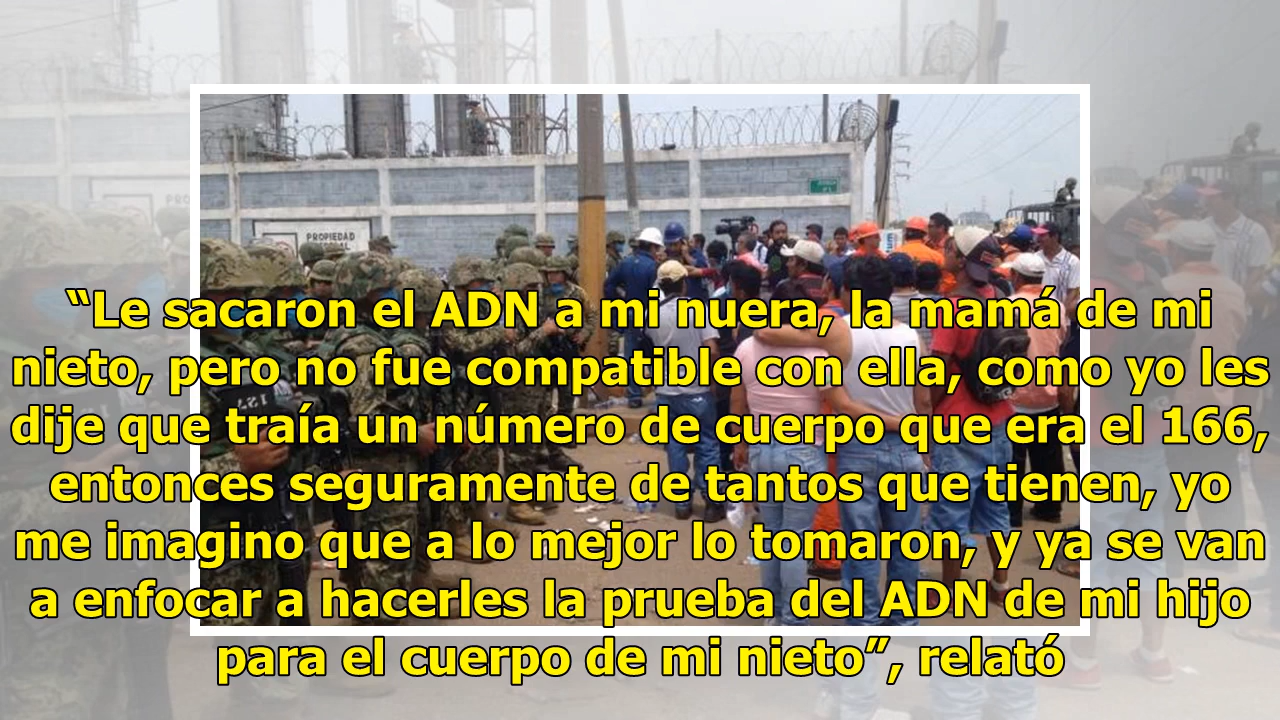 PROPIEDAD
127
“Le sacaron el ADN a mi nuera, la mamá de mi
nieto, pero no fue compatible con ella, como yo les
dije que traía un número de cuerpo que era el 166,
entonces seguramente de tantos que tienen, yo
me imagino que a lo mejor lo tomaron, y ya se van
a enfocar a hacerles la prueba del ADN de mi hijo
para el cuerpo de mi nieto”, relató